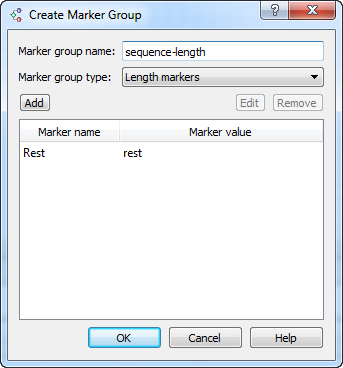 Create Marker Group
?
Marker group name: sequence-length
Marker group type: Length markers
Add Edit Remove
Marker name Marker value
Rest rest
OK Cancel Help